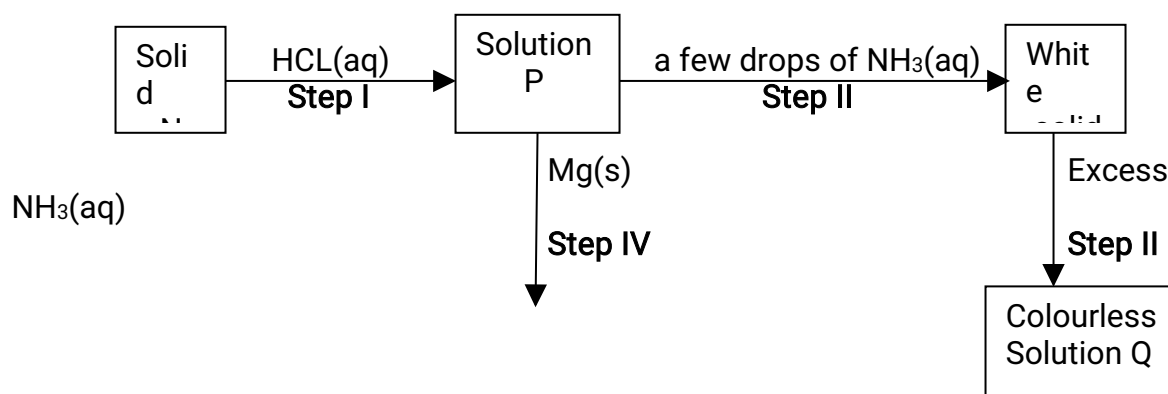 Soli
d
HCL(aq)
Step I
Solution
P
a few drops of NH₃(aq)
Step II
Whit
e
Mg(s)
Step IV
NH₃(aq)
Excess
Step II
Colourless
Solution Q